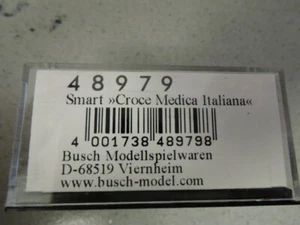 48979
Smart »Croce Medica Italiana«
4 001738 489798
Busch Modellspielwaren
D-68519 Viernheim
www.busch-model.com